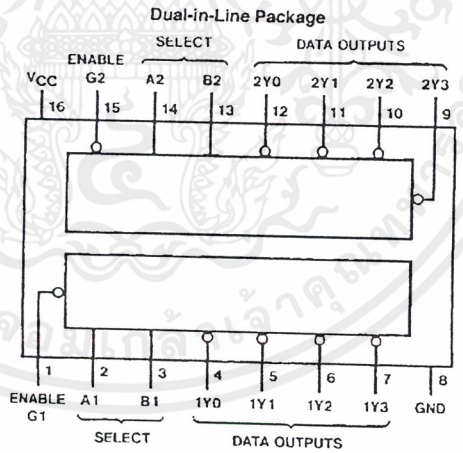 Dual-in-Line Package
SELECT DATA OUTPUTS
ENABLE
VCC G2 A2 B2 2Y0 2Y1 2Y2 2Y3
16 15 14 13 12 11 10 9
1 2 3 4 5 6 7 8
ENABLE A1 B1 1Y0 1Y1 1Y2 1Y3 GND
G1
SELECT DATA OUTPUTS